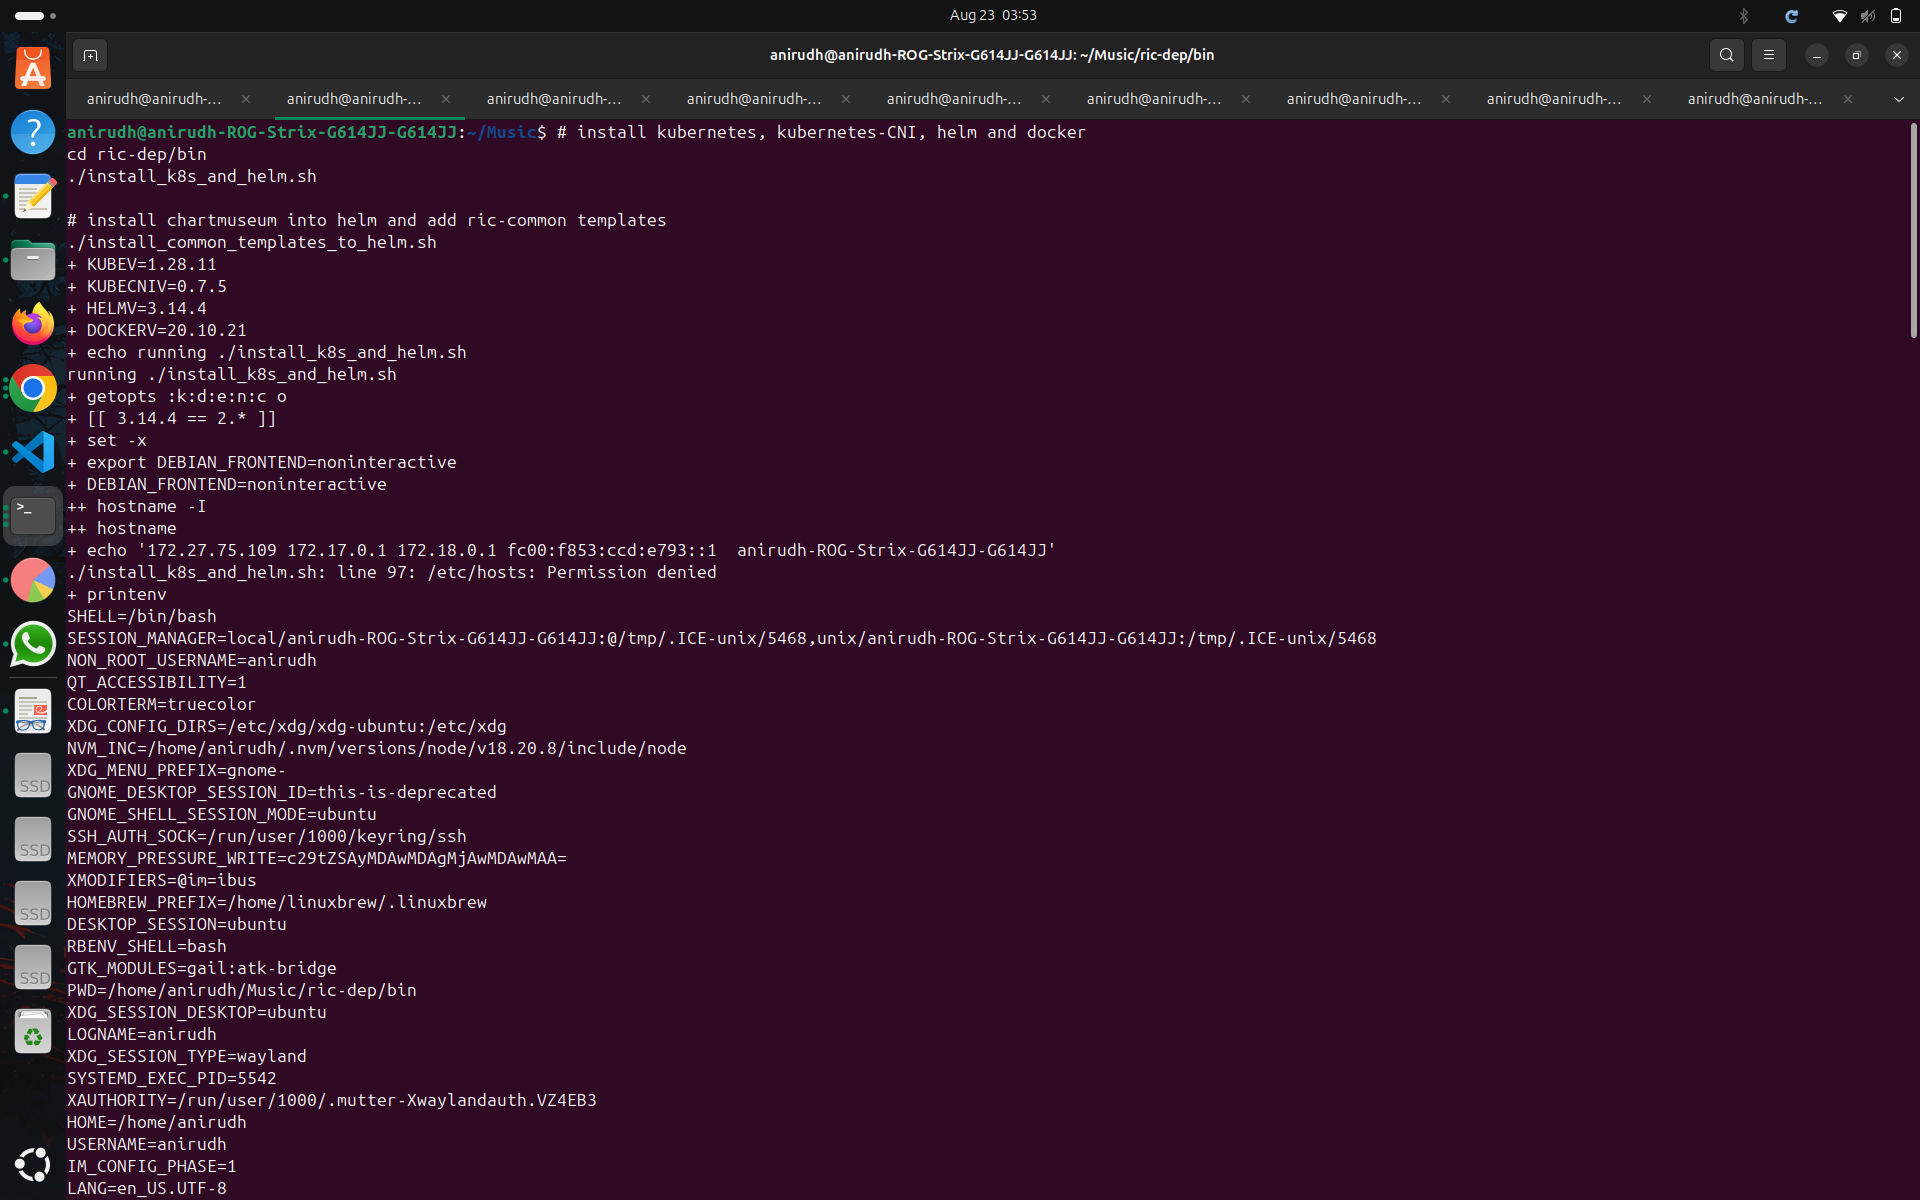 Aug 23 03:53
anirudh@anirudh-ROG-Strix-G614JJ-G614JJ: ~/Music/ric-dep/bin
anirudh@anirudh-... anirudh@anirudh-... anirudh@anirudh-... anirudh@anirudh-... anirudh@anirudh-... anirudh@anirudh-... anirudh@anirudh-... anirudh@anirudh-... anirudh@anirudh-...
anirudh@anirudh-ROG-Strix-G614JJ-G614JJ:~/Music$ # install kubernetes, kubernetes-CNI, helm and docker
cd ric-dep/bin
./install_k8s_and_helm.sh
# install chartmuseum into helm and add ric-common templates
./install_common_templates_to_helm.sh
+ KUBEV=1.28.11
+ KUBECNIV=0.7.5
+ HELMV=3.14.4
+ DOCKERV=20.10.21
+ echo running ./install_k8s_and_helm.sh
running ./install_k8s_and_helm.sh
+ getopts :k:d:e:n:c o
+ [[ 3.14.4 == 2.* ]]
+ set -x
+ export DEBIAN_FRONTEND=noninteractive
+ DEBIAN_FRONTEND=noninteractive
++ hostname -I
++ hostname
+ echo '172.27.75.109 172.17.0.1 172.18.0.1 fc00:f853:ccd:e793::1  anirudh-ROG-Strix-G614JJ-G614JJ'
./install_k8s_and_helm.sh: line 97: /etc/hosts: Permission denied
+ printenv
SHELL=/bin/bash
SESSION_MANAGER=local/anirudh-ROG-Strix-G614JJ-G614JJ:@/tmp/.ICE-unix/5468,unix/anirudh-ROG-Strix-G614JJ-G614JJ:/tmp/.ICE-unix/5468
NON_ROOT_USERNAME=anirudh
QT_ACCESSIBILITY=1
COLORTERM=truecolor
XDG_CONFIG_DIRS=/etc/xdg/xdg-ubuntu:/etc/xdg
NVM_INC=/home/anirudh/.nvm/versions/node/v18.20.8/include/node
XDG_MENU_PREFIX=gnome-
GNOME_DESKTOP_SESSION_ID=this-is-deprecated
GNOME_SHELL_SESSION_MODE=ubuntu
SSH_AUTH_SOCK=/run/user/1000/keyring/ssh
MEMORY_PRESSURE_WRITE=c29tZSAyMDAwMDAgMjAwMDAwMAA=
XMODIFIERS=@im=ibus
HOMEBREW_PREFIX=/home/linuxbrew/.linuxbrew
DESKTOP_SESSION=ubuntu
RBENV_SHELL=bash
GTK_MODULES=gail:atk-bridge
PWD=/home/anirudh/Music/ric-dep/bin
XDG_SESSION_DESKTOP=ubuntu
LOGNAME=anirudh
XDG_SESSION_TYPE=wayland
SYSTEMD_EXEC_PID=5542
XAUTHORITY=/run/user/1000/.mutter-Xwaylandauth.VZ4EB3
HOME=/home/anirudh
USERNAME=anirudh
IM_CONFIG_PHASE=1
LANG=en_US.UTF-8
SSD
SSD
SSD
SSD